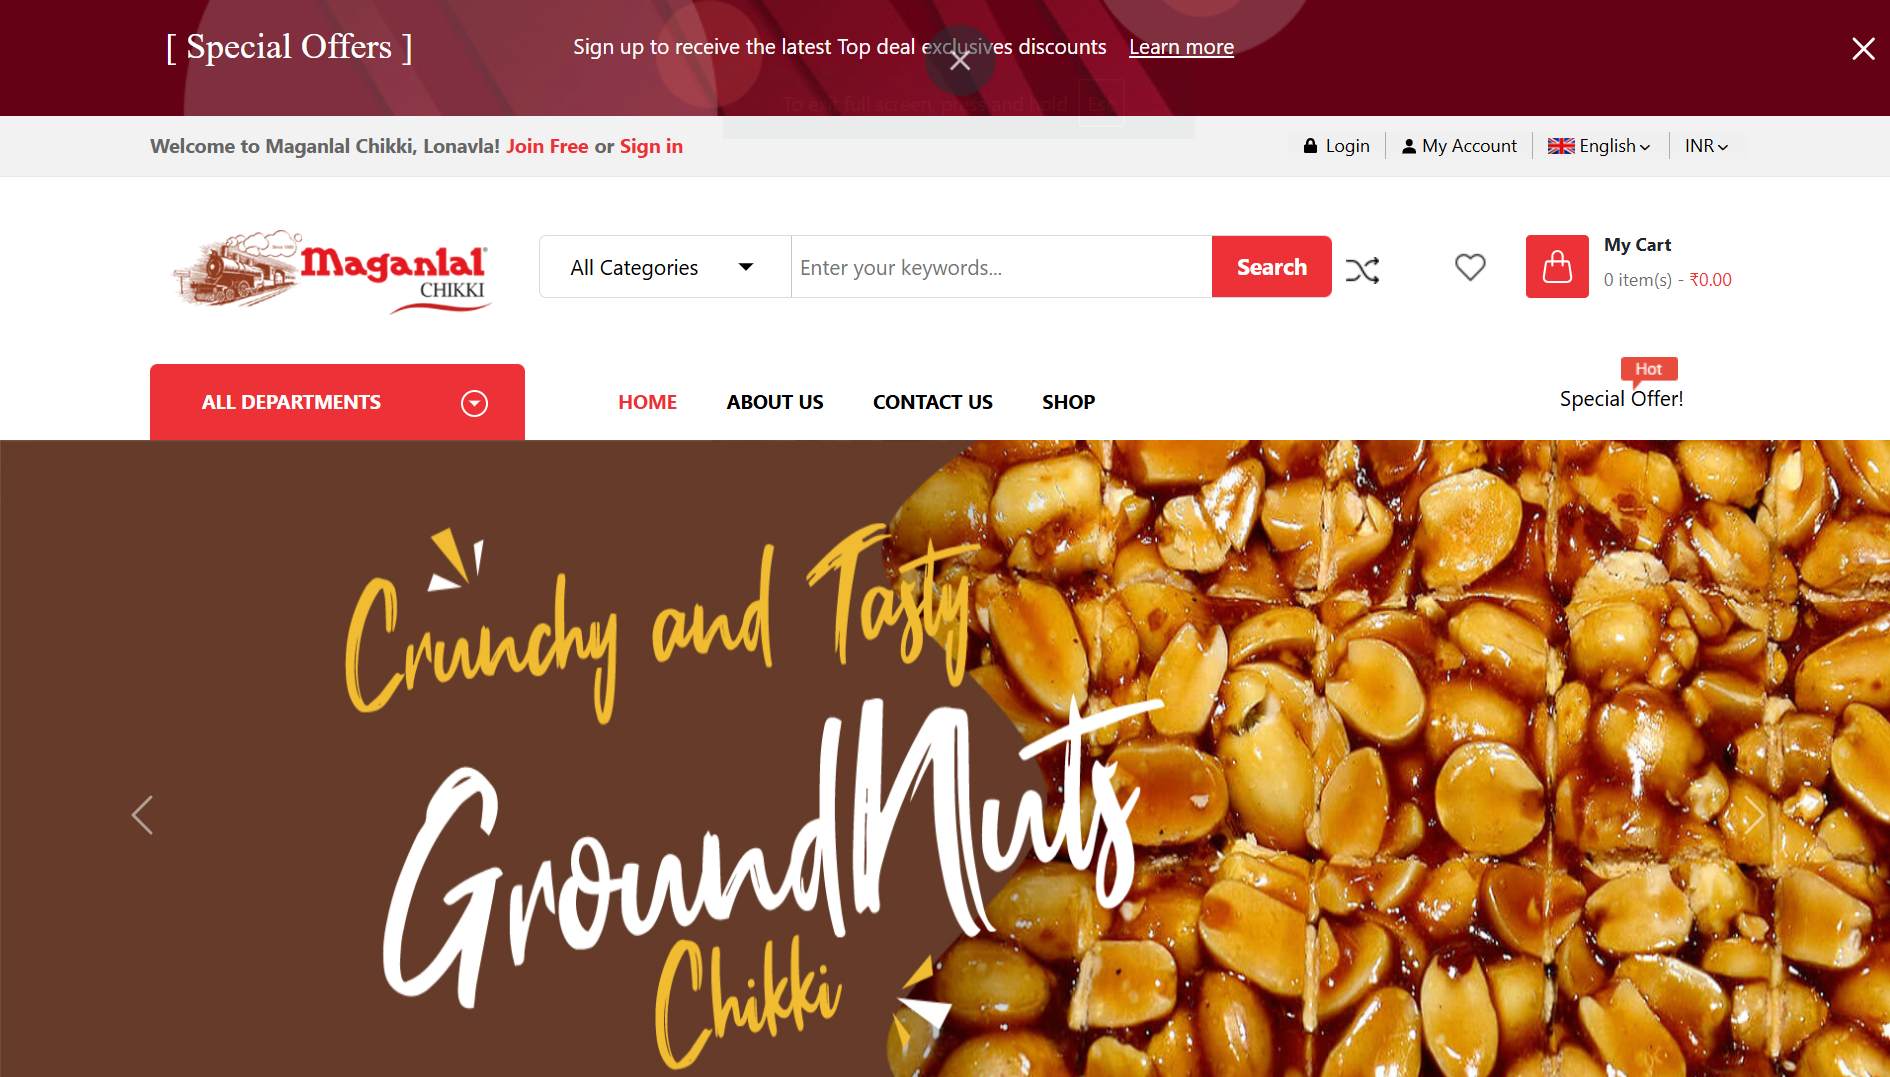 [ Special Offers ]
Sign up to receive the latest Top deal exclusives discounts Learn more
To exit full screen, press and hold Esc
Welcome to Maganlal Chikki, Lonavla! Join Free or Sign in
Login
My Account
English
INR
Since 1890
Maganlal
CHIKKI
All Categories
Enter your keywords...
Search
My Cart
0 item(s) - ₹0.00
ALL DEPARTMENTS
HOME
ABOUT US
CONTACT US
SHOP
Hot
Special Offer!
Crunchy and Tasty
GroundNuts
Chikki